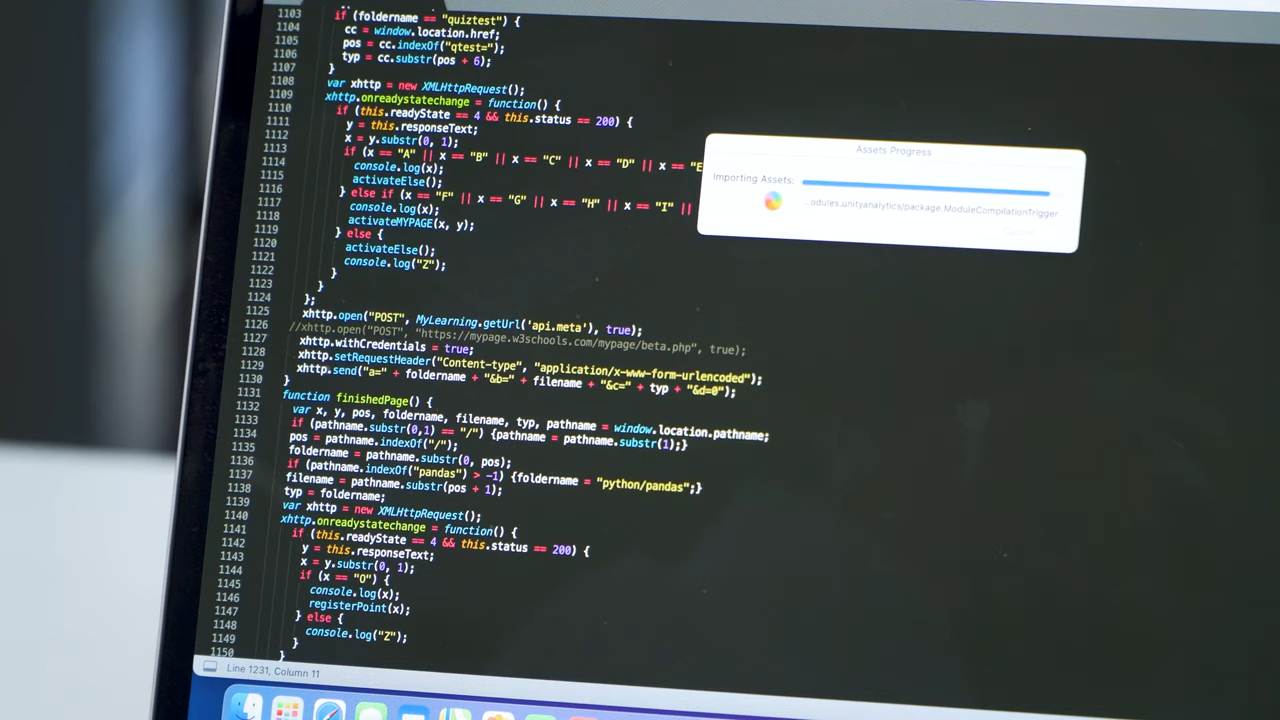 1103 if (foldername == "quiztest") {
1104 cc = window.location.href;
1105 pos = cc.indexOf("qtest=");
1106 typ = cc.substr(pos + 6);
1107 }
1108 var xhttp = new XMLHttpRequest();
1109 xhttp.onreadystatechange = function() {
1110 if (this.readyState == 4 && this.status == 200) {
1111 y = this.responseText;
1112 x = y.substr(0, 1);
1113 if (x == "A" || x == "B" || x == "C" || x == "D" || x == "E
1114 console.log(x);
1115 activateElse();
1116 } else if (x == "F" || x == "G" || x == "H" || x == "I" ||
1117 console.log(x);
1118 activateMYPAGE(x, y);
1119 } else {
1120 activateElse();
1121 console.log("Z");
1122 }
1123 }
1124 };
1125 xhttp.open("POST", MyLearning.getUrl('api.meta'), true);
1126 //xhttp.open("POST", "https://mypage.w3schools.com/mypage/beta.php", true);
1127 xhttp.withCredentials = true;
1128 xhttp.setRequestHeader("Content-type", "application/x-www-form-urlencoded");
1129 xhttp.send("a=" + foldername + "&b=" + filename + "&c=" + typ + "&d=0");
1130 }
1131 function finishedPage() {
1132 var x, y, pos, foldername, filename, typ, pathname = window.location.pathname;
1133 if (pathname.substr(0,1) == "/") {pathname = pathname.substr(1);}
1134 pos = pathname.indexOf("/");
1135 foldername = pathname.substr(0, pos);
1136 if (pathname.indexOf("pandas") > -1) {foldername = "python/pandas";}
1137 filename = pathname.substr(pos + 1);
1138 typ = foldername;
1139 var xhttp = new XMLHttpRequest();
1140 xhttp.onreadystatechange = function() {
1141 if (this.readyState == 4 && this.status == 200) {
1142 y = this.responseText;
1143 x = y.substr(0, 1);
1144 if (x == "O") {
1145 console.log(x);
1146 registerPoint(x);
1147 } else {
1148 console.log("Z");
1149 }
1150 }
Line 1231, Column 11
Assets Progress
Importing Assets:
...odules.unityanalytics/package.ModuleCompilationTrigger